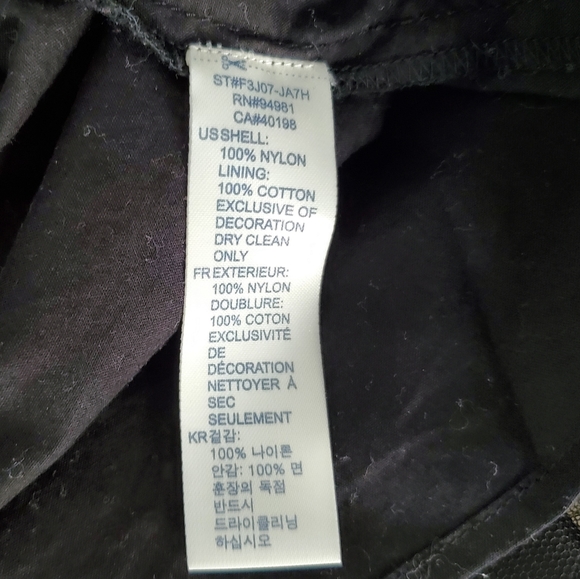 ST#F3J07-JA7H
RN#94981
CA#40198
US SHELL:
100% NYLON
LINING:
100% COTTON
EXCLUSIVE OF
DECORATION
DRY CLEAN
ONLY
FR EXTERIEUR:
100% NYLON
DOUBLURE:
100% COTON
EXCLUSIVITÉ
DE
DÉCORATION
NETTOYER À
SEC
SEULEMENT
KR 겉감:
100% 나이론
안감: 100% 면
훈장의 독점
반드시
드라이클리닝
하십시오